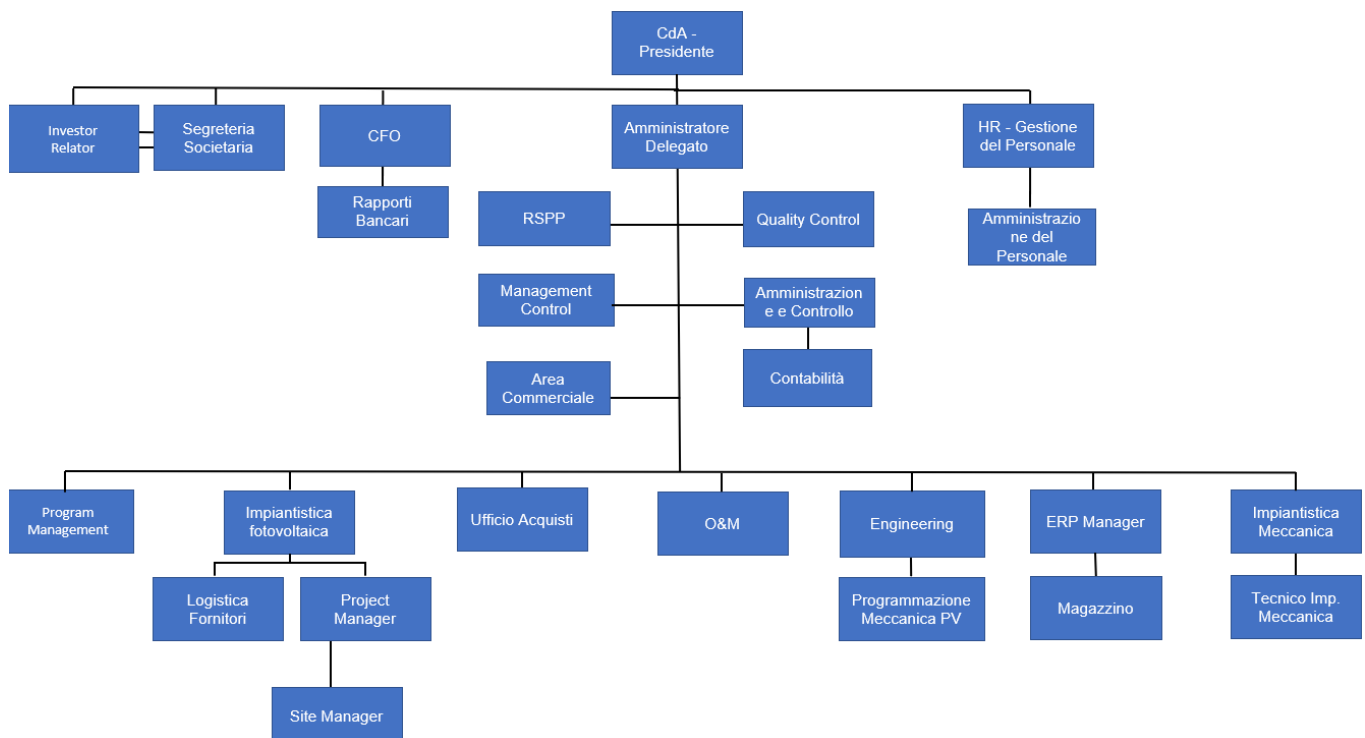 CdA -
Presidente
Investor
Relator
Segreteria
Societaria
CFO
Amministratore
Delegato
HR - Gestione
del Personale
Rapporti
Bancari
RSPP
Quality Control
Amministrazio
ne del
Personale
Management
Control
Amministrazion
e e Controllo
Area
Commerciale
Contabilità
Program
Management
Impiantistica
fotovoltaica
Ufficio Acquisti
O&M
Engineering
ERP Manager
Impiantistica
Meccanica
Logistica
Fornitori
Project
Manager
Programmazione
Meccanica PV
Magazzino
Tecnico Imp.
Meccanica
Site Manager